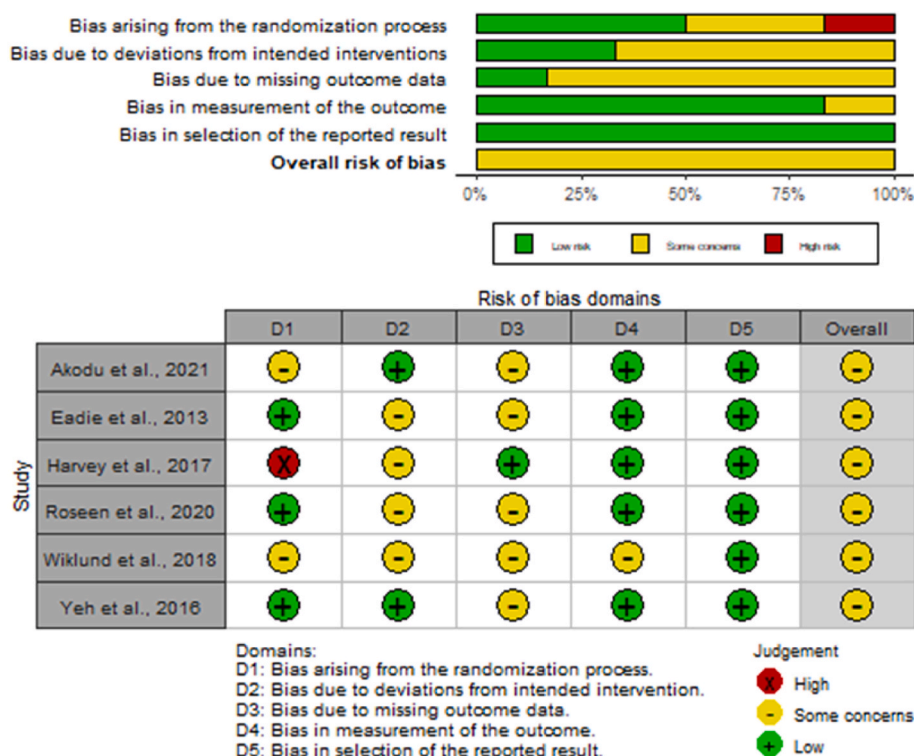 Bias arising from the randomization process
Bias due to deviations from intended interventions
Bias due to missing outcome data
Bias in measurement of the outcome
Bias in selection of the reported result
Overall risk of bias
0% 25% 50% 75% 100%
Low risk Some concerns High risk
Risk of bias domains
D1 D2 D3 D4 D5 Overall
Study
Akodu et al., 2021 - + - + + -
Eadie et al., 2013 + - - + + -
Harvey et al., 2017 X - + + + -
Roseen et al., 2020 + - - + + -
Wiklund et al., 2018 - - - - + -
Yeh et al., 2016 + + - + + -
Domains:
D1: Bias arising from the randomization process.
D2: Bias due to deviations from intended intervention.
D3: Bias due to missing outcome data.
D4: Bias in measurement of the outcome.
D5: Bias in selection of the reported result.
Judgement
X High
- Some concerns
+ Low